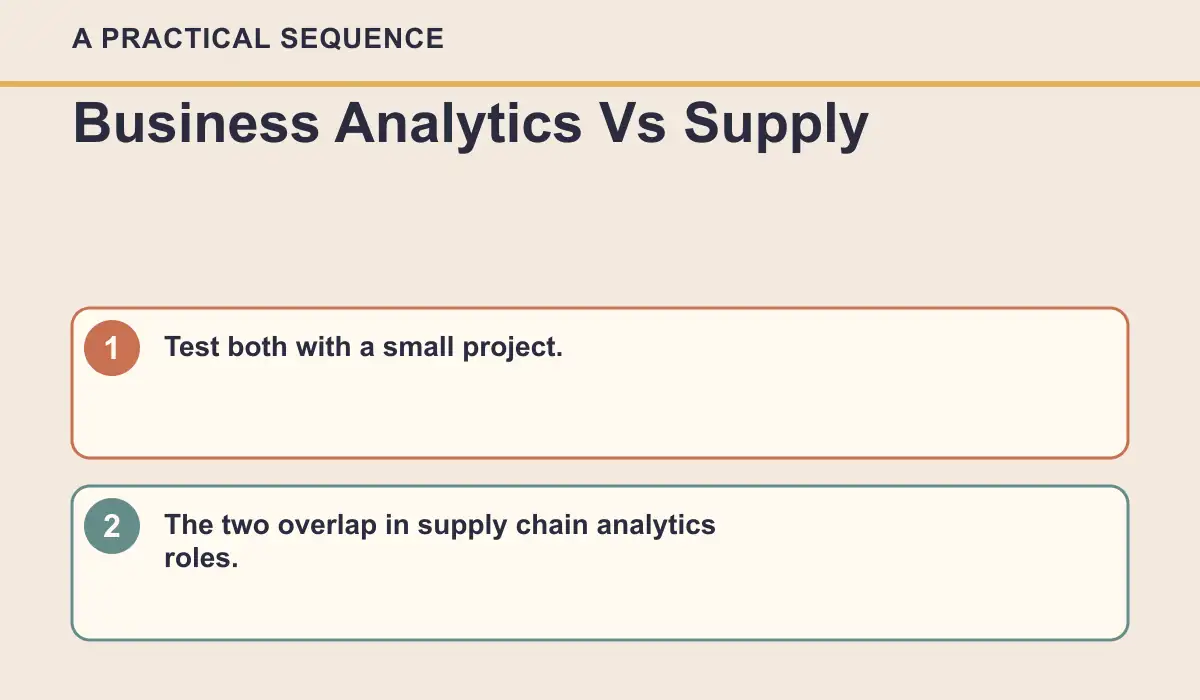 A PRACTICAL SEQUENCE
Business Analytics Vs Supply
1
Test both with a small project.
2
The two overlap in supply chain analytics
roles.